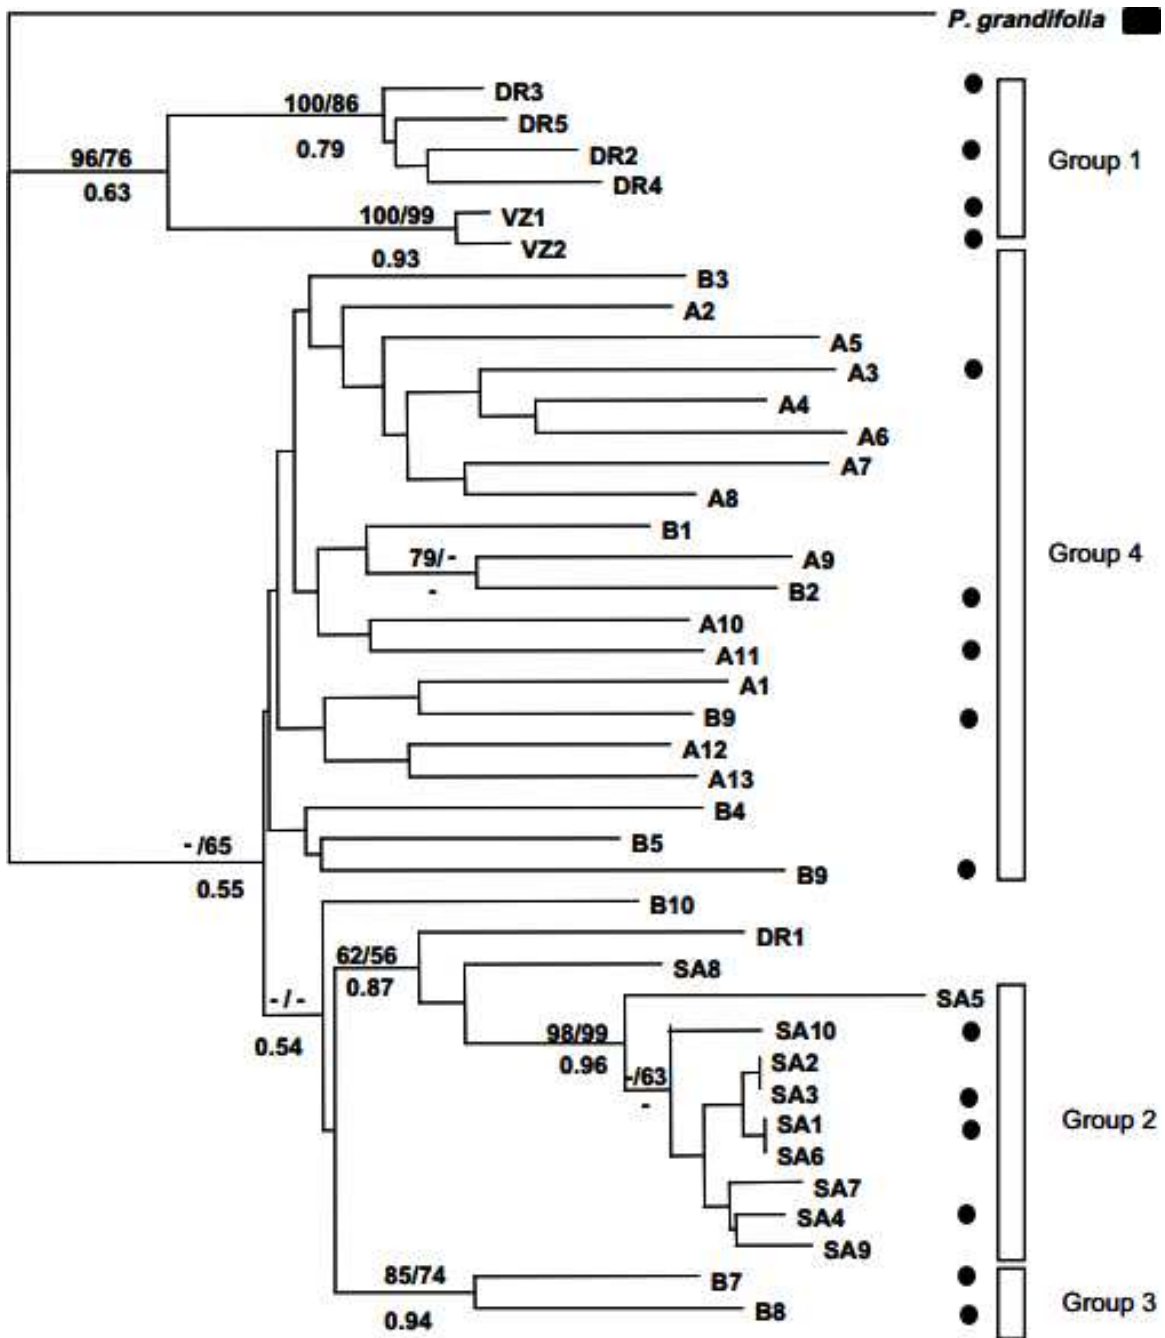 P. grandifolia
DR3
100/86
DR5
0.79
DR2
96/76
Group 1
DR4
0.63
VZ1
100/99
VZ2
0.93
B3
A2
A5
A3
A4
A6
A7
A8
B1
79/ -
A9
Group 4
-
B2
A10
A11
A1
B9
A12
A13
B4
B5
- /65
B9
0.55
B10
DR1
62/56
SA8
0.87
- / -
SA5
98/99
SA10
0.54
0.96
SA2
-/63
SA3
-
SA1
Group 2
SA6
SA7
SA4
SA9
85/74
B7
Group 3
B8
0.94